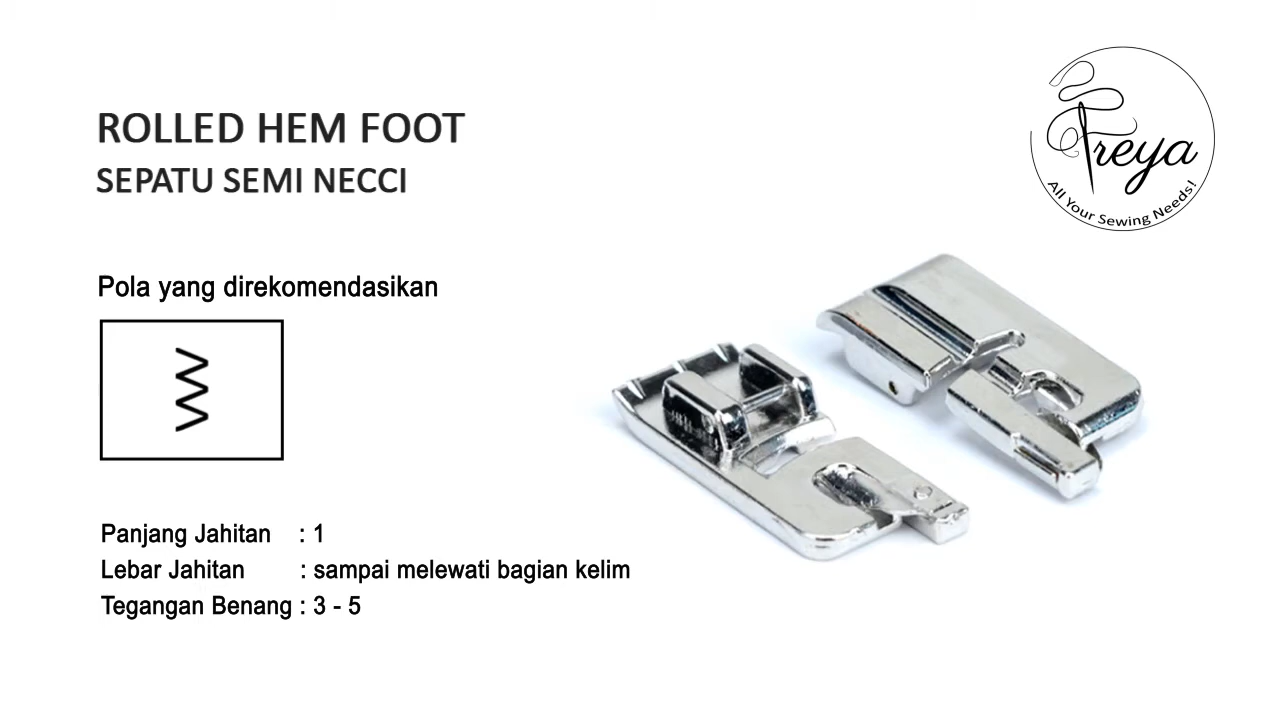 ROLLED HEM FOOT
SEPATU SEMI NECCI
Freya
All Your Sewing Needs!
Pola yang direkomendasikan
Panjang Jahitan : 1
Lebar Jahitan : sampai melewati bagian kelim
Tegangan Benang : 3 - 5